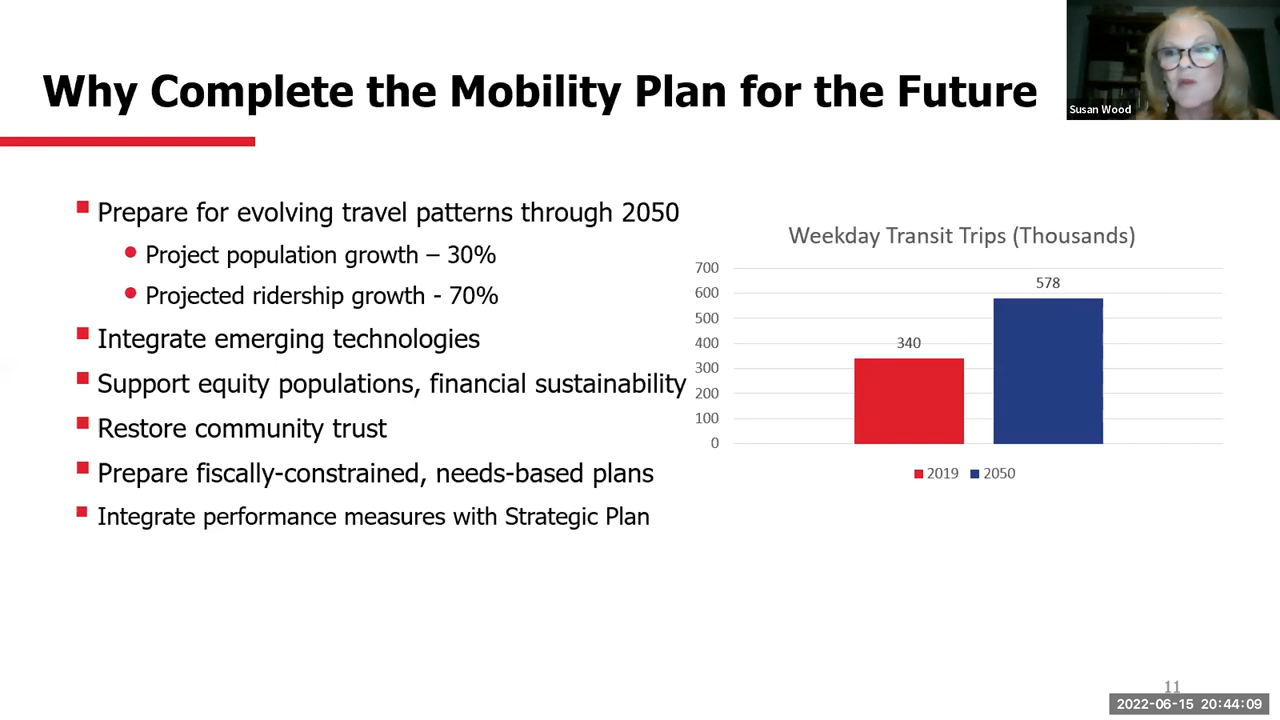 Why Complete the Mobility Plan for the Future
Susan Wood
Prepare for evolving travel patterns through 2050
Project population growth – 30%
Projected ridership growth - 70%
Integrate emerging technologies
Support equity populations, financial sustainability
Restore community trust
Prepare fiscally-constrained, needs-based plans
Integrate performance measures with Strategic Plan
Weekday Transit Trips (Thousands)
700
600
500
400
300
200
100
0
340
578
2019 2050
11
2022-06-15 20:44:09